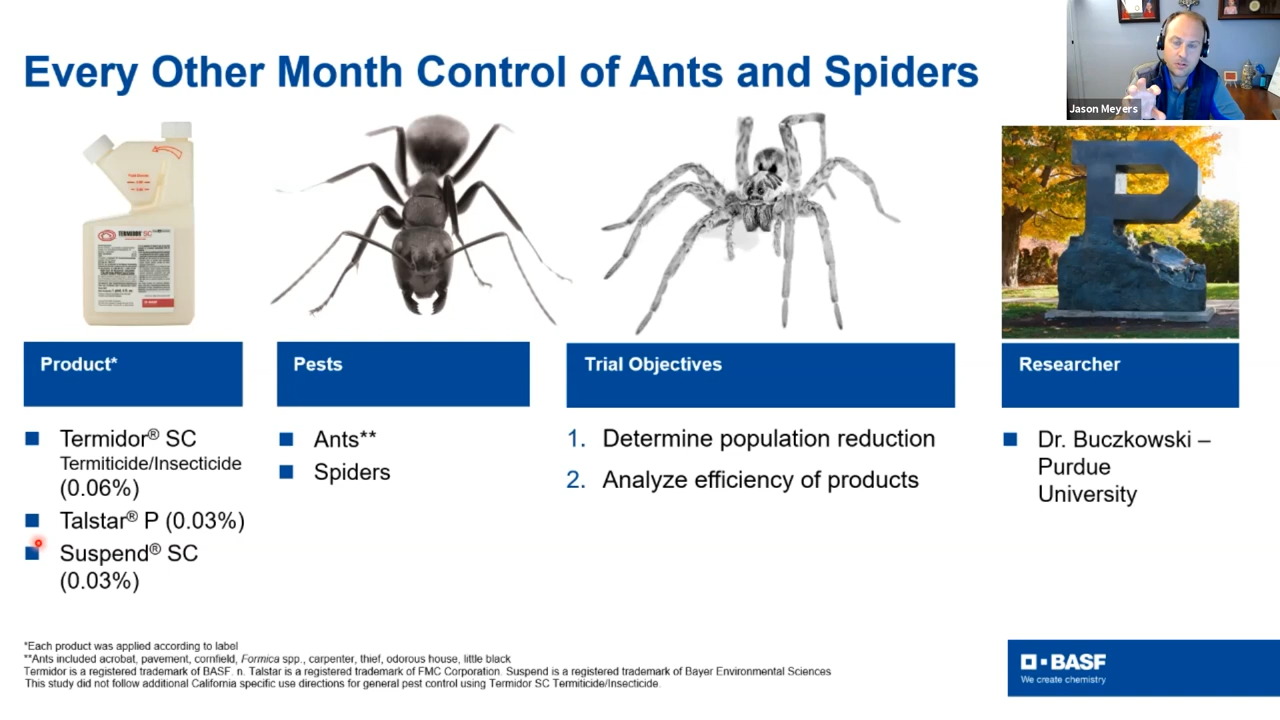 Every Other Month Control of Ants and Spiders
Jason Meyers
TERMIDOR SC
BASF
P
Product*
Termidor® SC
Termiticide/Insecticide
(0.06%)
Talstar® P (0.03%)
Suspend® SC
(0.03%)
Pests
Ants**
Spiders
Trial Objectives
1. Determine population reduction
2. Analyze efficiency of products
Researcher
Dr. Buczkowski –
Purdue
University
*Each product was applied according to label
**Ants included acrobat, pavement, cornfield, Formica spp., carpenter, thief, odorous house, little black
Termidor is a registered trademark of BASF. n. Talstar is a registered trademark of FMC Corporation. Suspend is a registered trademark of Bayer Environmental Sciences
This study did not follow additional California specific use directions for general pest control using Termidor SC Termiticide/Insecticide.
BASF
We create chemistry